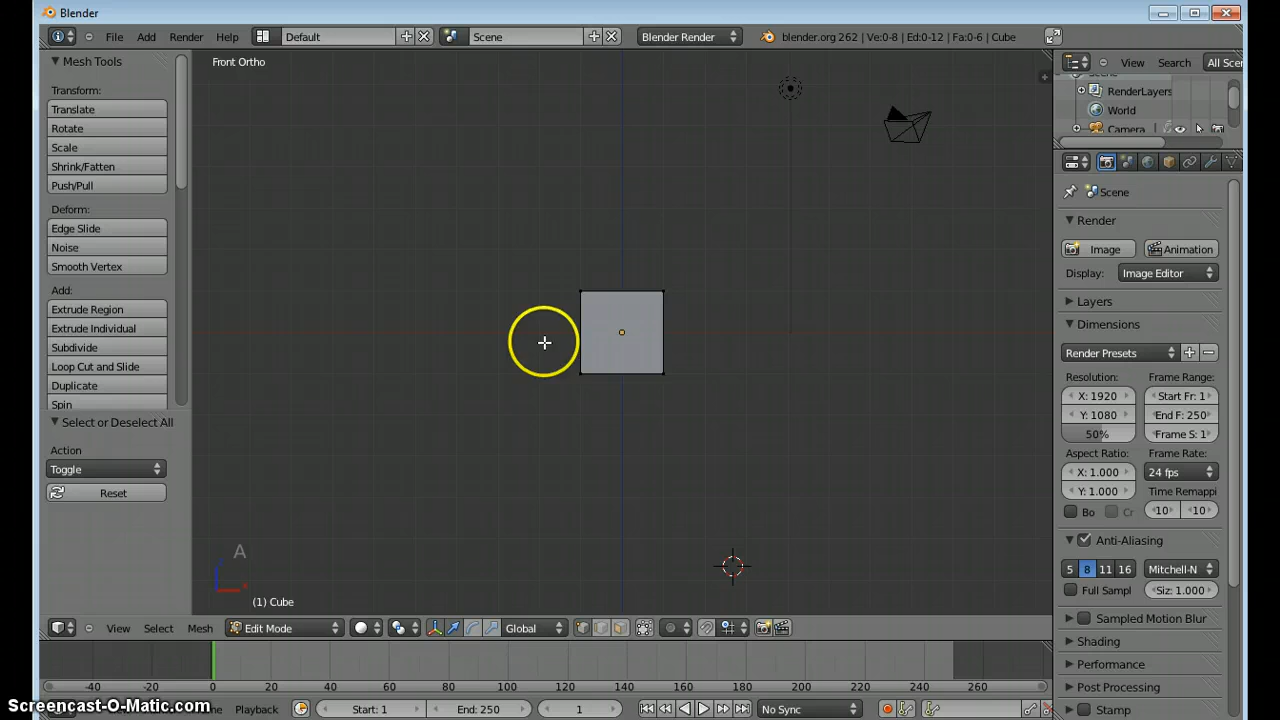 Blender
File Add Render Help Default Scene Blender Render blender.org 262 | Ve:0-8 | Ed:0-12 | Fa:0-6 | Cube
Mesh Tools
Transform:
Translate
Rotate
Scale
Shrink/Fatten
Push/Pull
Deform:
Edge Slide
Noise
Smooth Vertex
Add:
Extrude Region
Extrude Individual
Subdivide
Loop Cut and Slide
Duplicate
Spin
Select or Deselect All
Action
Toggle
Reset
Front Ortho
A
(1) Cube
View Select Mesh Edit Mode Global
-40 -20 0 20 40 60 80 100 120 140 160 180 200 220 240 260
Playback Start: 1 End: 250 1 No Sync
View Search All Scen
RenderLayers
World
Camera
Scene
Render
Image Animation
Display: Image Editor
Layers
Dimensions
Render Presets
Resolution: Frame Range:
X: 1920 Start Fr: 1
Y: 1080 End F: 250
50% Frame S: 1
Aspect Ratio: Frame Rate:
X: 1.000 24 fps
Y: 1.000 Time Remappi
Bo Cr 10 10
Anti-Aliasing
5 8 11 16 Mitchell-N
Full Sampl Siz: 1.000
Sampled Motion Blur
Shading
Performance
Post Processing
Stamp
Screencast-O-Matic.com